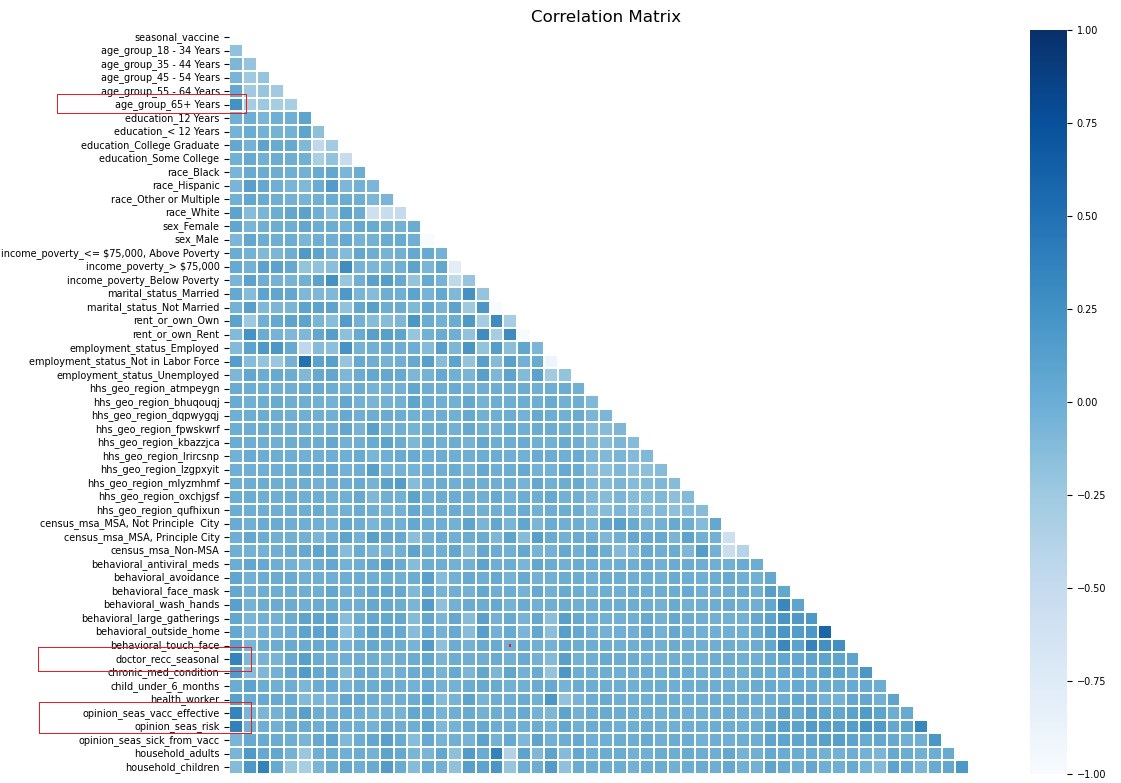 Correlation Matrix
seasonal_vaccine
age_group_18 - 34 Years
age_group_35 - 44 Years
age_group_45 - 54 Years
age_group_55 - 64 Years
age_group_65+ Years
education_12 Years
education_< 12 Years
education_College Graduate
education_Some College
race_Black
race_Hispanic
race_Other or Multiple
race_White
sex_Female
sex_Male
income_poverty_<= $75,000, Above Poverty
income_poverty_> $75,000
income_poverty_Below Poverty
marital_status_Married
marital_status_Not Married
rent_or_own_Own
rent_or_own_Rent
employment_status_Employed
employment_status_Not in Labor Force
employment_status_Unemployed
hhs_geo_region_atmpeygn
hhs_geo_region_bhuqouqj
hhs_geo_region_dqpwygqj
hhs_geo_region_fpwskwrf
hhs_geo_region_kbazzjca
hhs_geo_region_lrircsnp
hhs_geo_region_lzgpxyit
hhs_geo_region_mlyzmhmf
hhs_geo_region_oxchjgsf
hhs_geo_region_qufhixun
census_msa_MSA, Not Principle  City
census_msa_MSA, Principle City
census_msa_Non-MSA
behavioral_antiviral_meds
behavioral_avoidance
behavioral_face_mask
behavioral_wash_hands
behavioral_large_gatherings
behavioral_outside_home
behavioral_touch_face
doctor_recc_seasonal
chronic_med_condition
child_under_6_months
health_worker
opinion_seas_vacc_effective
opinion_seas_risk
opinion_seas_sick_from_vacc
household_adults
household_children
1.00
0.75
0.50
0.25
0.00
−0.25
−0.50
−0.75
−1.00